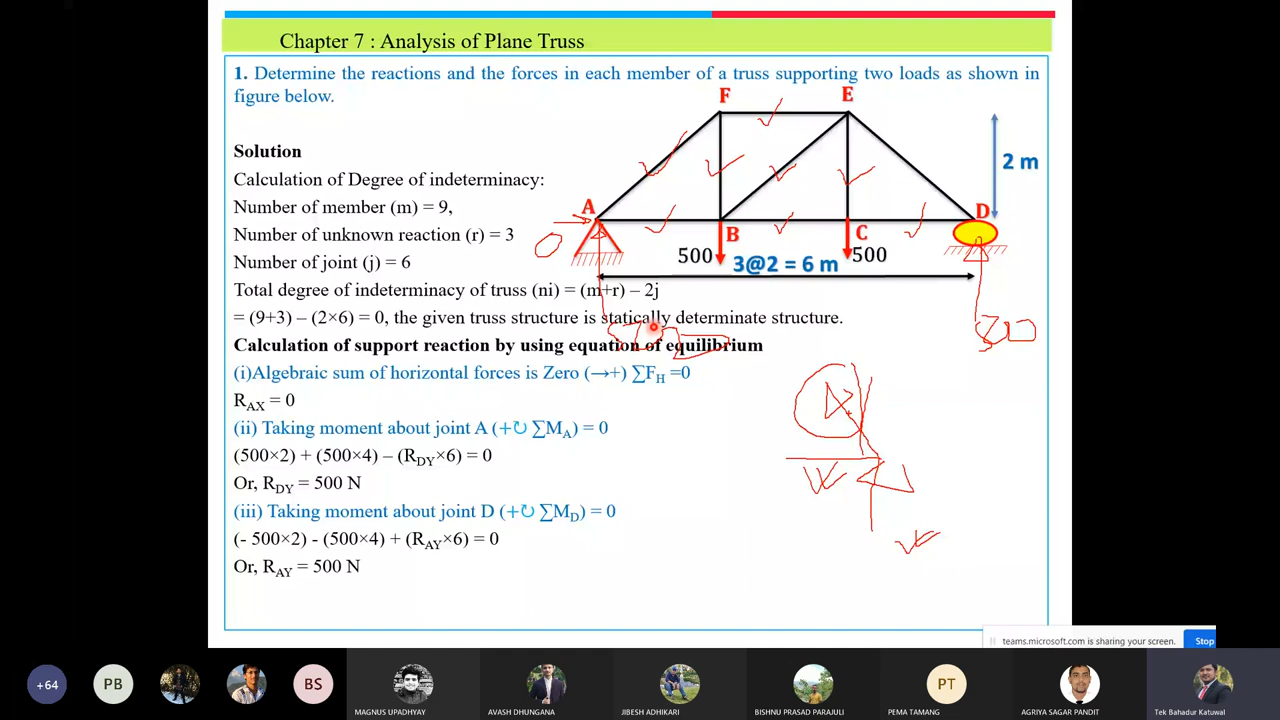 Chapter 7 : Analysis of Plane Truss
1. Determine the reactions and the forces in each member of a truss supporting two loads as shown in
figure below.
F
E
Solution
2 m
Calculation of Degree of indeterminacy:
Number of member (m) = 9,
A
D
Number of unknown reaction (r) = 3
B
C
0
500
500
3@2 = 6 m
Number of joint (j) = 6
Total degree of indeterminacy of truss (ni) = (m+r) – 2j
= (9+3) – (2×6) = 0, the given truss structure is statically determinate structure.
Calculation of support reaction by using equation of equilibrium
(i)Algebraic sum of horizontal forces is Zero (→+) ∑FH =0
RAX = 0
(ii) Taking moment about joint A (+↻ ∑MA) = 0
(500×2) + (500×4) – (RDY×6) = 0
Or, RDY = 500 N
(iii) Taking moment about joint D (+↻ ∑MD) = 0
(- 500×2) - (500×4) + (RAY×6) = 0
Or, RAY = 500 N
teams.microsoft.com is sharing your screen.
Stop
+64
PB
BS
PT
MAGNUS UPADHYAY
AVASH DHUNGANA
JIBESH ADHIKARI
BISHNU PRASAD PARAJULI
PEMA TAMANG
AGRIYA SAGAR PANDIT
Tek Bahadur Katuwal